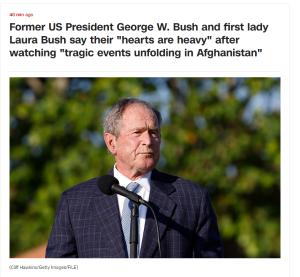 40 min ago
Former US President George W. Bush and first lady
Laura Bush say their "hearts are heavy" after
watching "tragic events unfolding in Afghanistan"
(Cliff Hawkins/Getty Images/FILE)